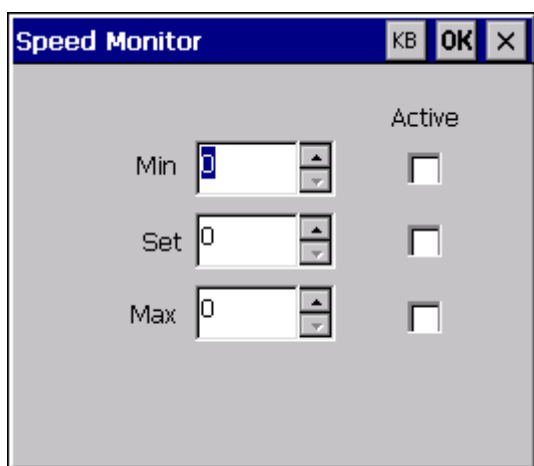 Speed Monitor KB OK ×
Active
Min 0
Set 0
Max 0